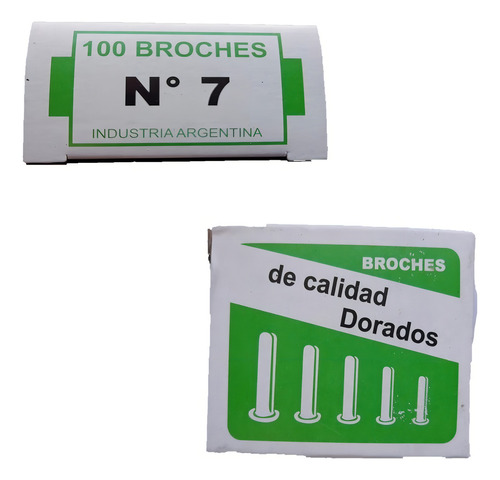 100 BROCHES
N° 7
INDUSTRIA ARGENTINA
BROCHES
de calidad
Dorados